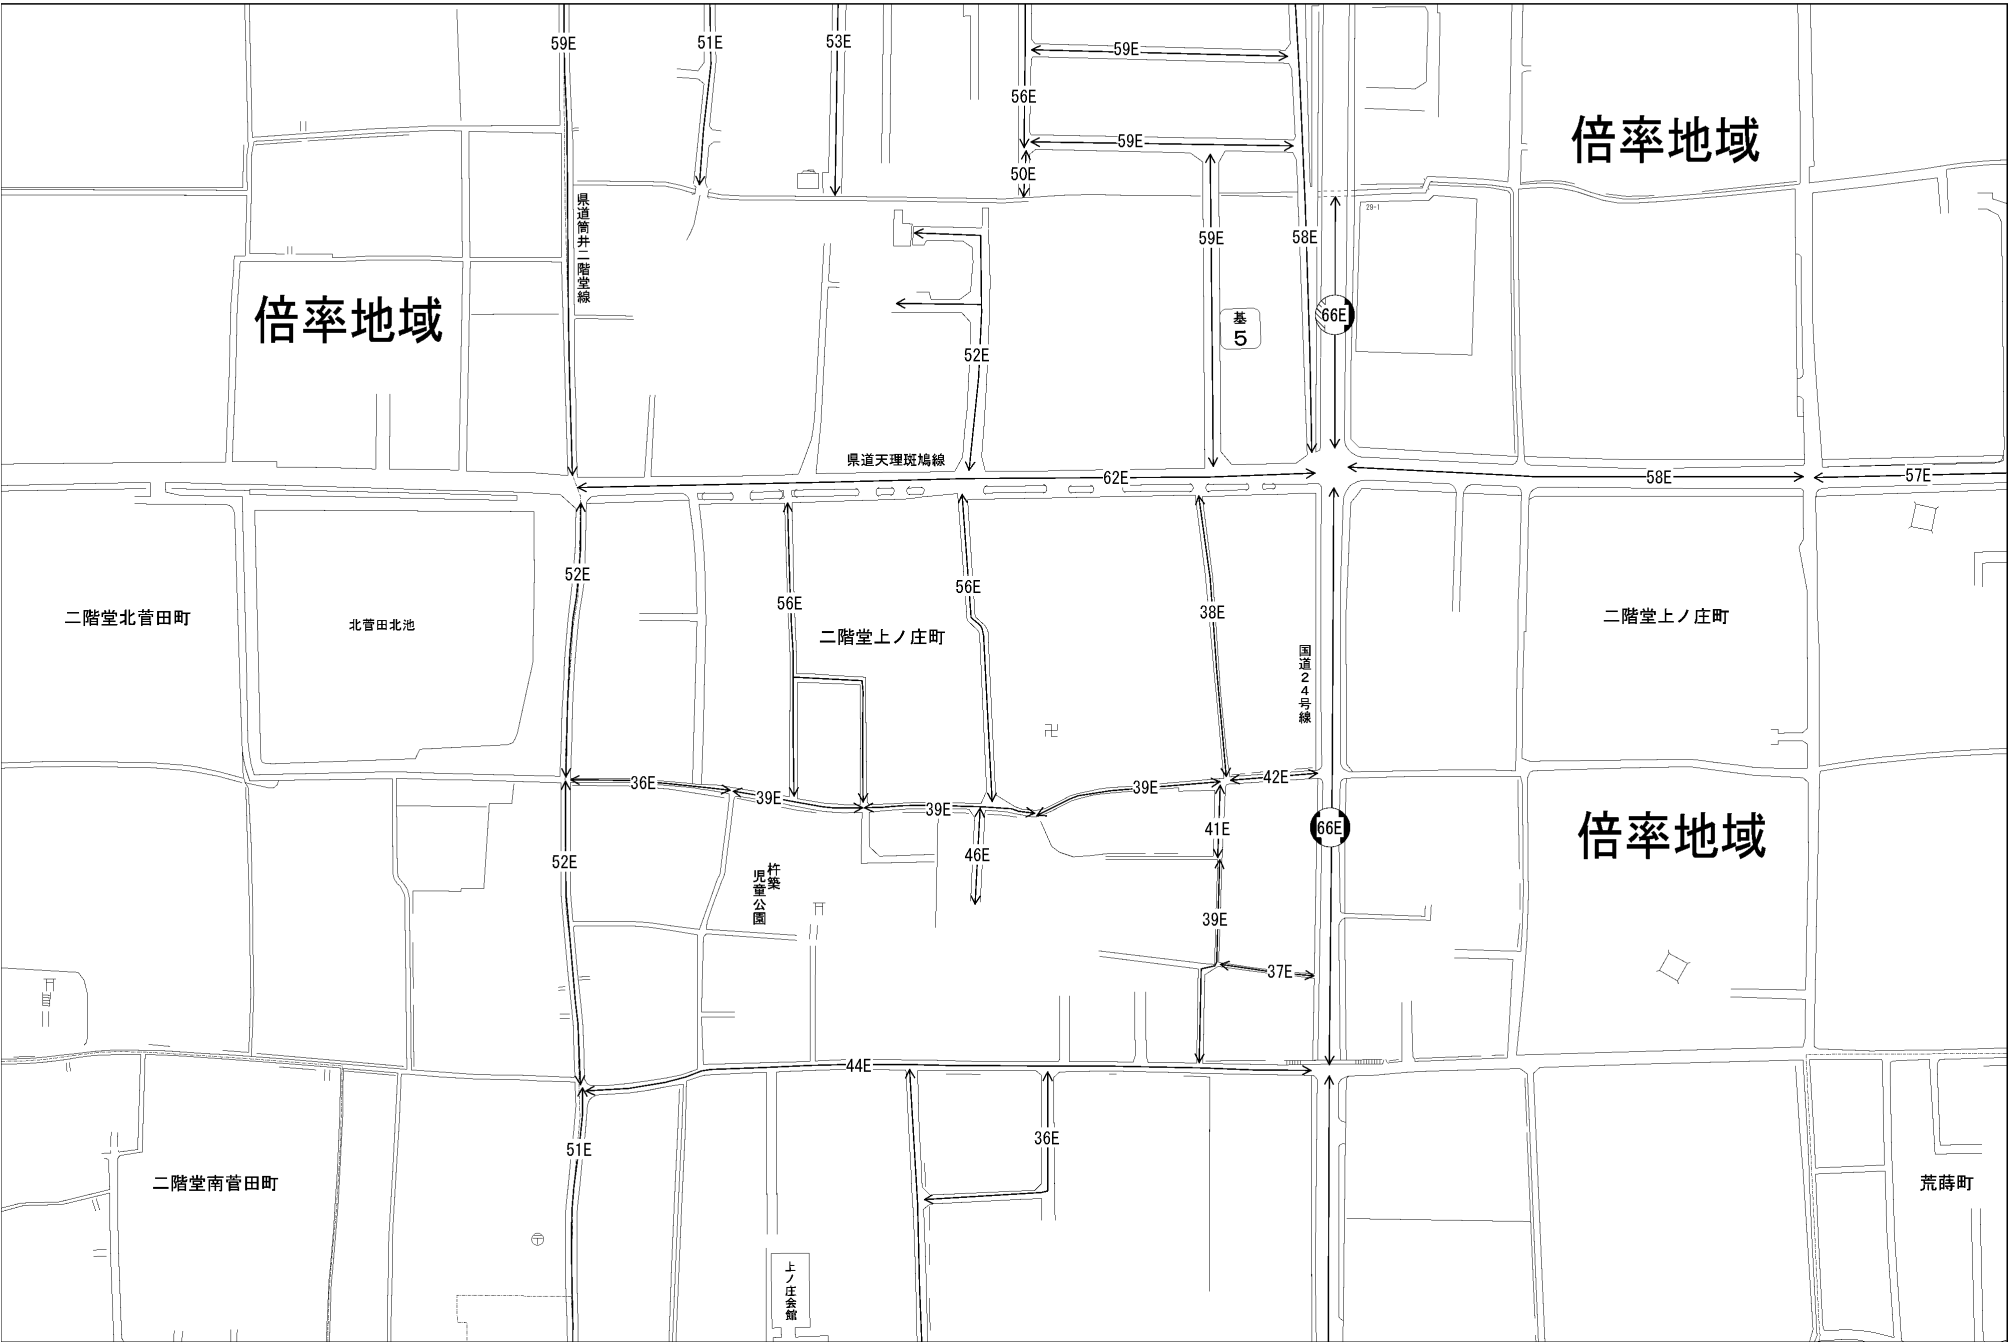 59E
51E
53E
59E
56E
59E
倍率地域
50E
29-1
県道筒井二階堂線
59E
58E
倍率地域
66E
基
5
52E
県道天理斑鳩線
62E
58E
57E
52E
56E
56E
38E
二階堂北菅田町
北菅田北池
二階堂上ノ庄町
二階堂上ノ庄町
国道24号線
36E
39E
39E
39E
42E
66E
倍率地域
41E
46E
52E
杵築
児童公園
39E
37E
44E
36E
51E
二階堂南菅田町
荒蒔町
上ノ庄会館